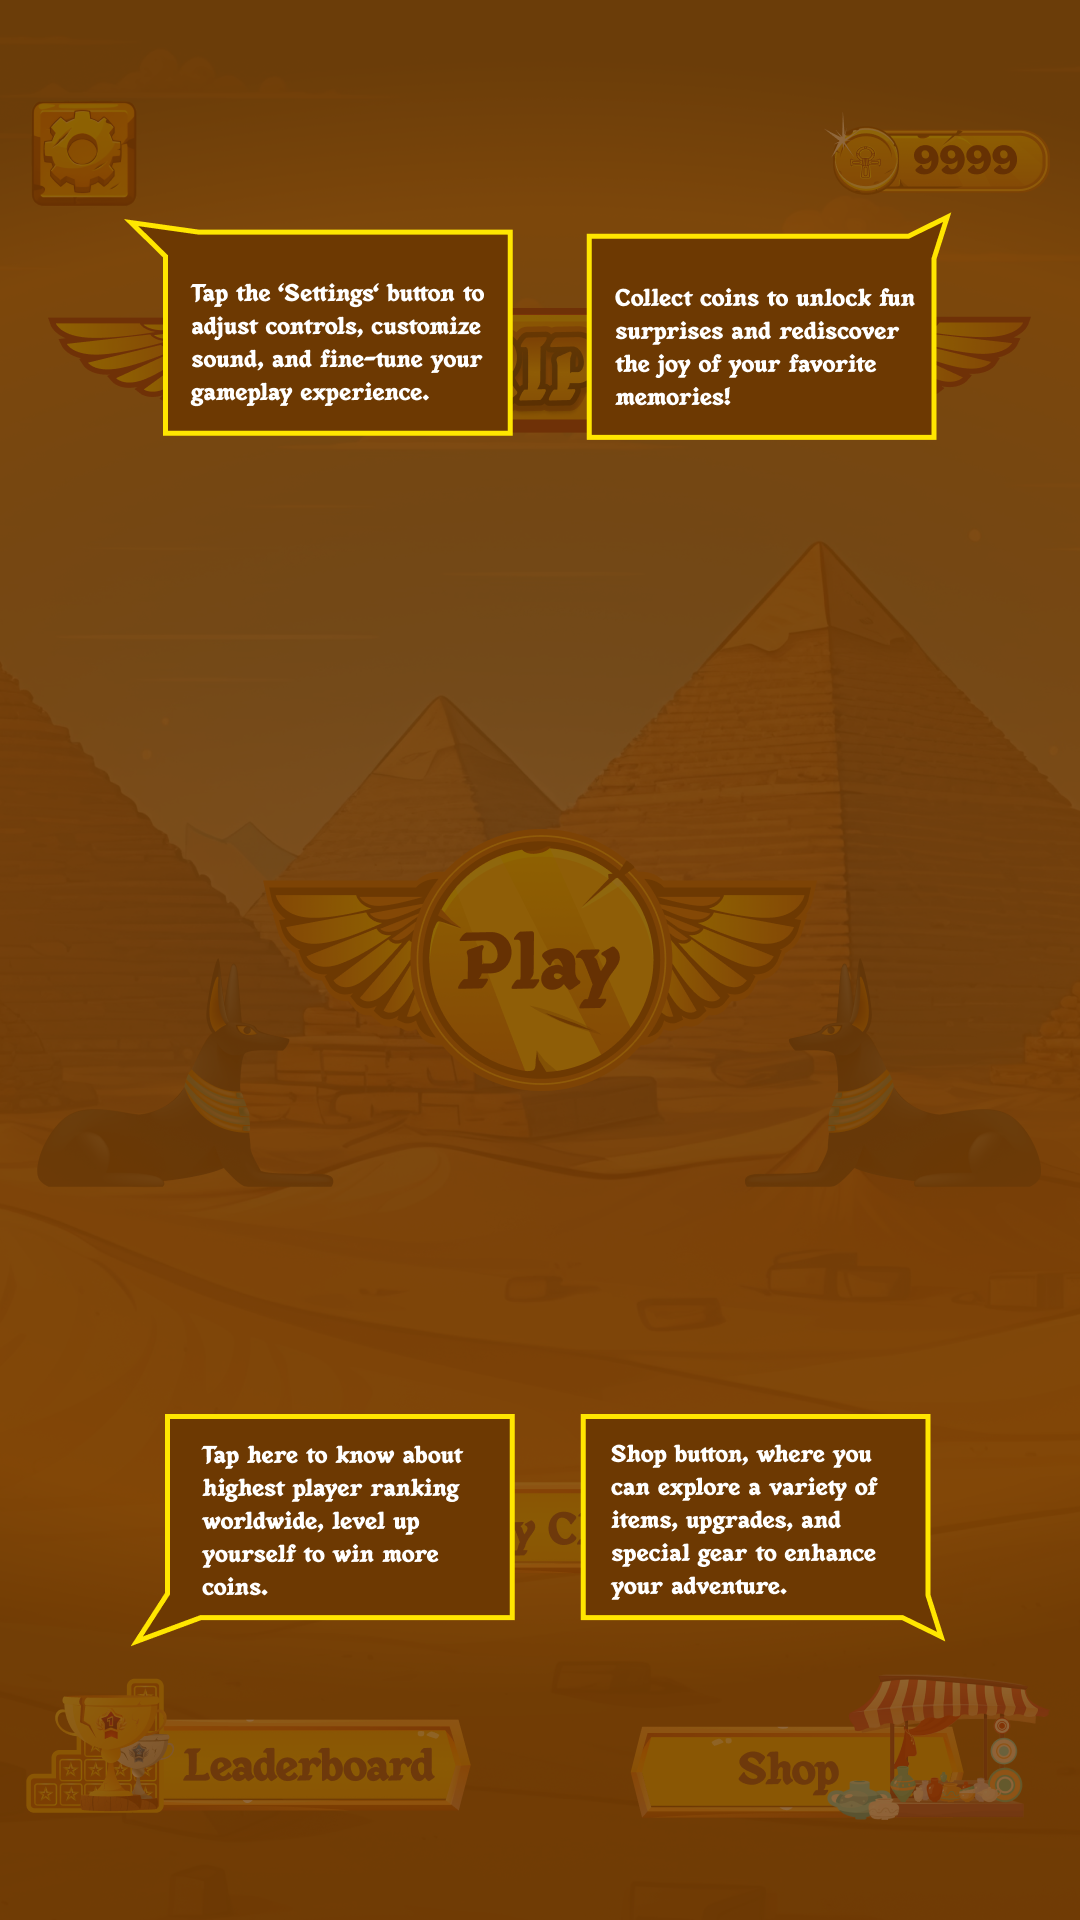 9999
Tap the ‘Settings‘ button to
adjust controls, customize
sound, and fine-tune your
gameplay experience.
Collect coins to unlock fun
surprises and rediscover
the joy of your favorite
memories!
Play
Tap here to know about
highest player ranking
worldwide, level up
yourself to win more
coins.
Shop button, where you
can explore a variety of
items, upgrades, and
special gear to enhance
your adventure.
Leaderboard
Shop